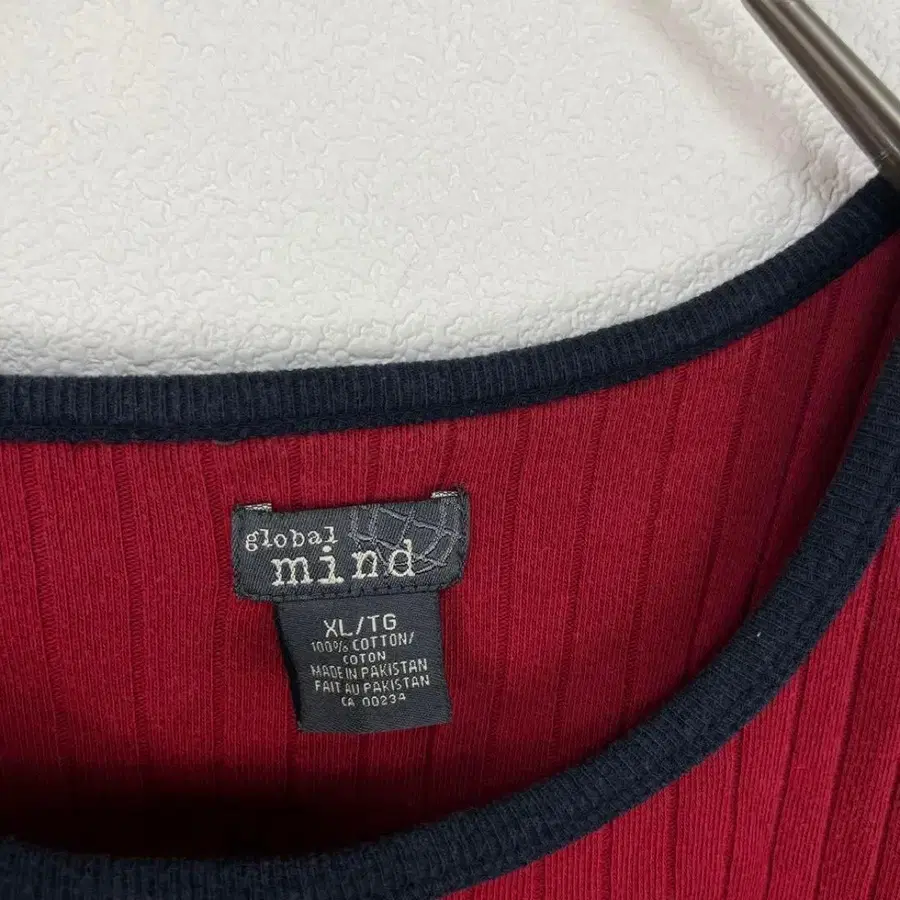 global
mind
XL/TG
100% COTTON/
COTON
MADE IN PAKISTAN
FAIT AU PAKISTAN
CA 00234